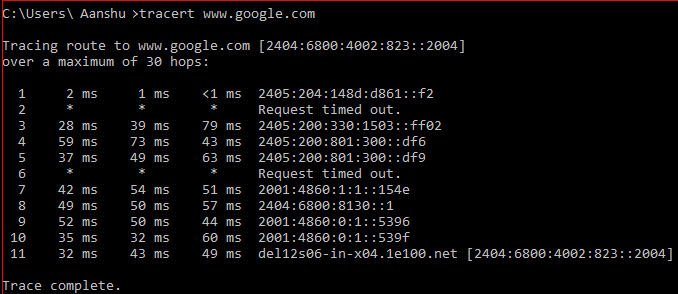 C:\Users\ Aanshu >tracert www.google.com
Tracing route to www.google.com [2404:6800:4002:823::2004]
over a maximum of 30 hops:
1 2 ms 1 ms <1 ms 2405:204:148d:d861::f2
2 * * * Request timed out.
3 28 ms 39 ms 79 ms 2405:200:330:1503::ff02
4 59 ms 73 ms 43 ms 2405:200:801:300::df6
5 37 ms 49 ms 63 ms 2405:200:801:300::df9
6 * * * Request timed out.
7 42 ms 54 ms 51 ms 2001:4860:1:1::154e
8 49 ms 50 ms 57 ms 2404:6800:8130::1
9 52 ms 50 ms 44 ms 2001:4860:0:1::5396
10 35 ms 32 ms 60 ms 2001:4860:0:1::539f
11 32 ms 43 ms 49 ms del12s06-in-x04.1e100.net [2404:6800:4002:823::2004]
Trace complete.